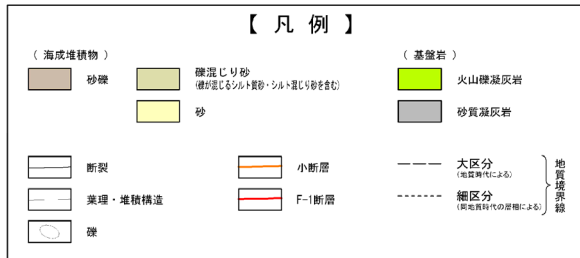 【 凡 例 】
（ 海成堆積物 ）
（ 基盤岩 ）
砂礫
礫混じり砂
(礫が混じるシルト質砂・シルト混じり砂を含む)
火山礫凝灰岩
砂
砂質凝灰岩
断裂
小断層
大区分
(地質時代による)
葉理・堆積構造
F-1断層
細区分
(同地質時代の層相による)
地質境界線
礫